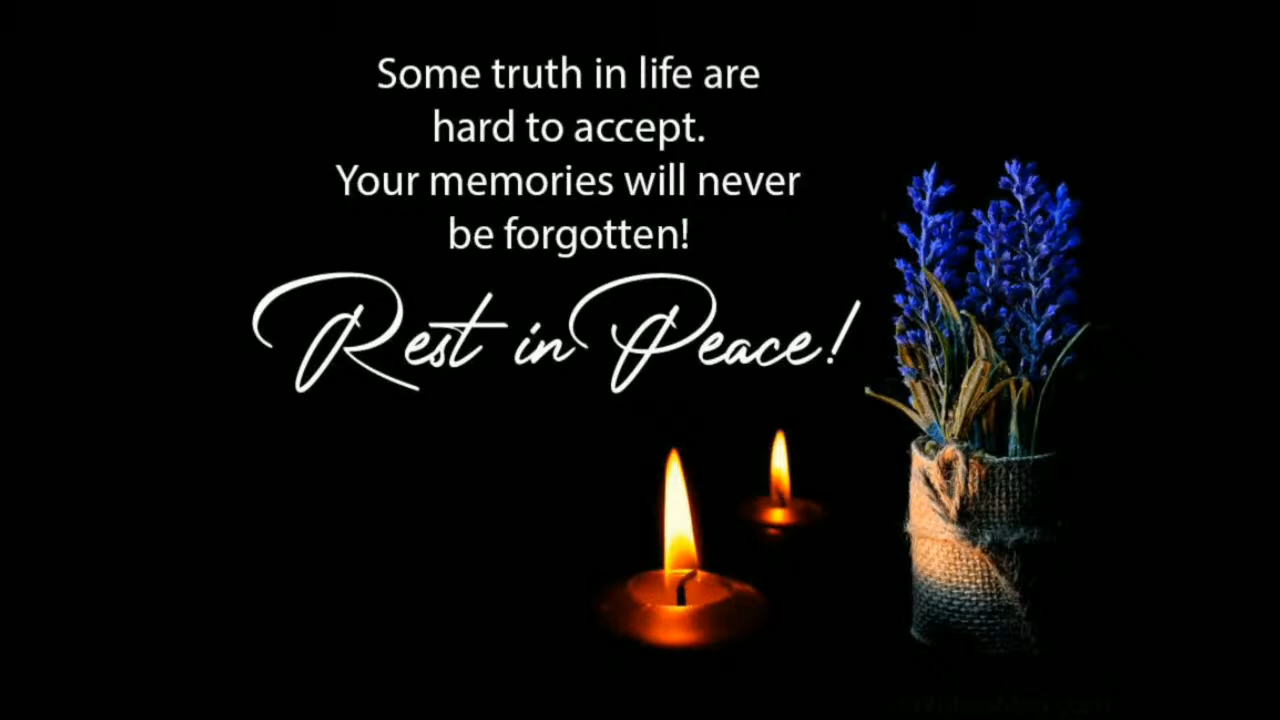 Some truth in life are
hard to accept.
Your memories will never
be forgotten!
Rest in Peace!